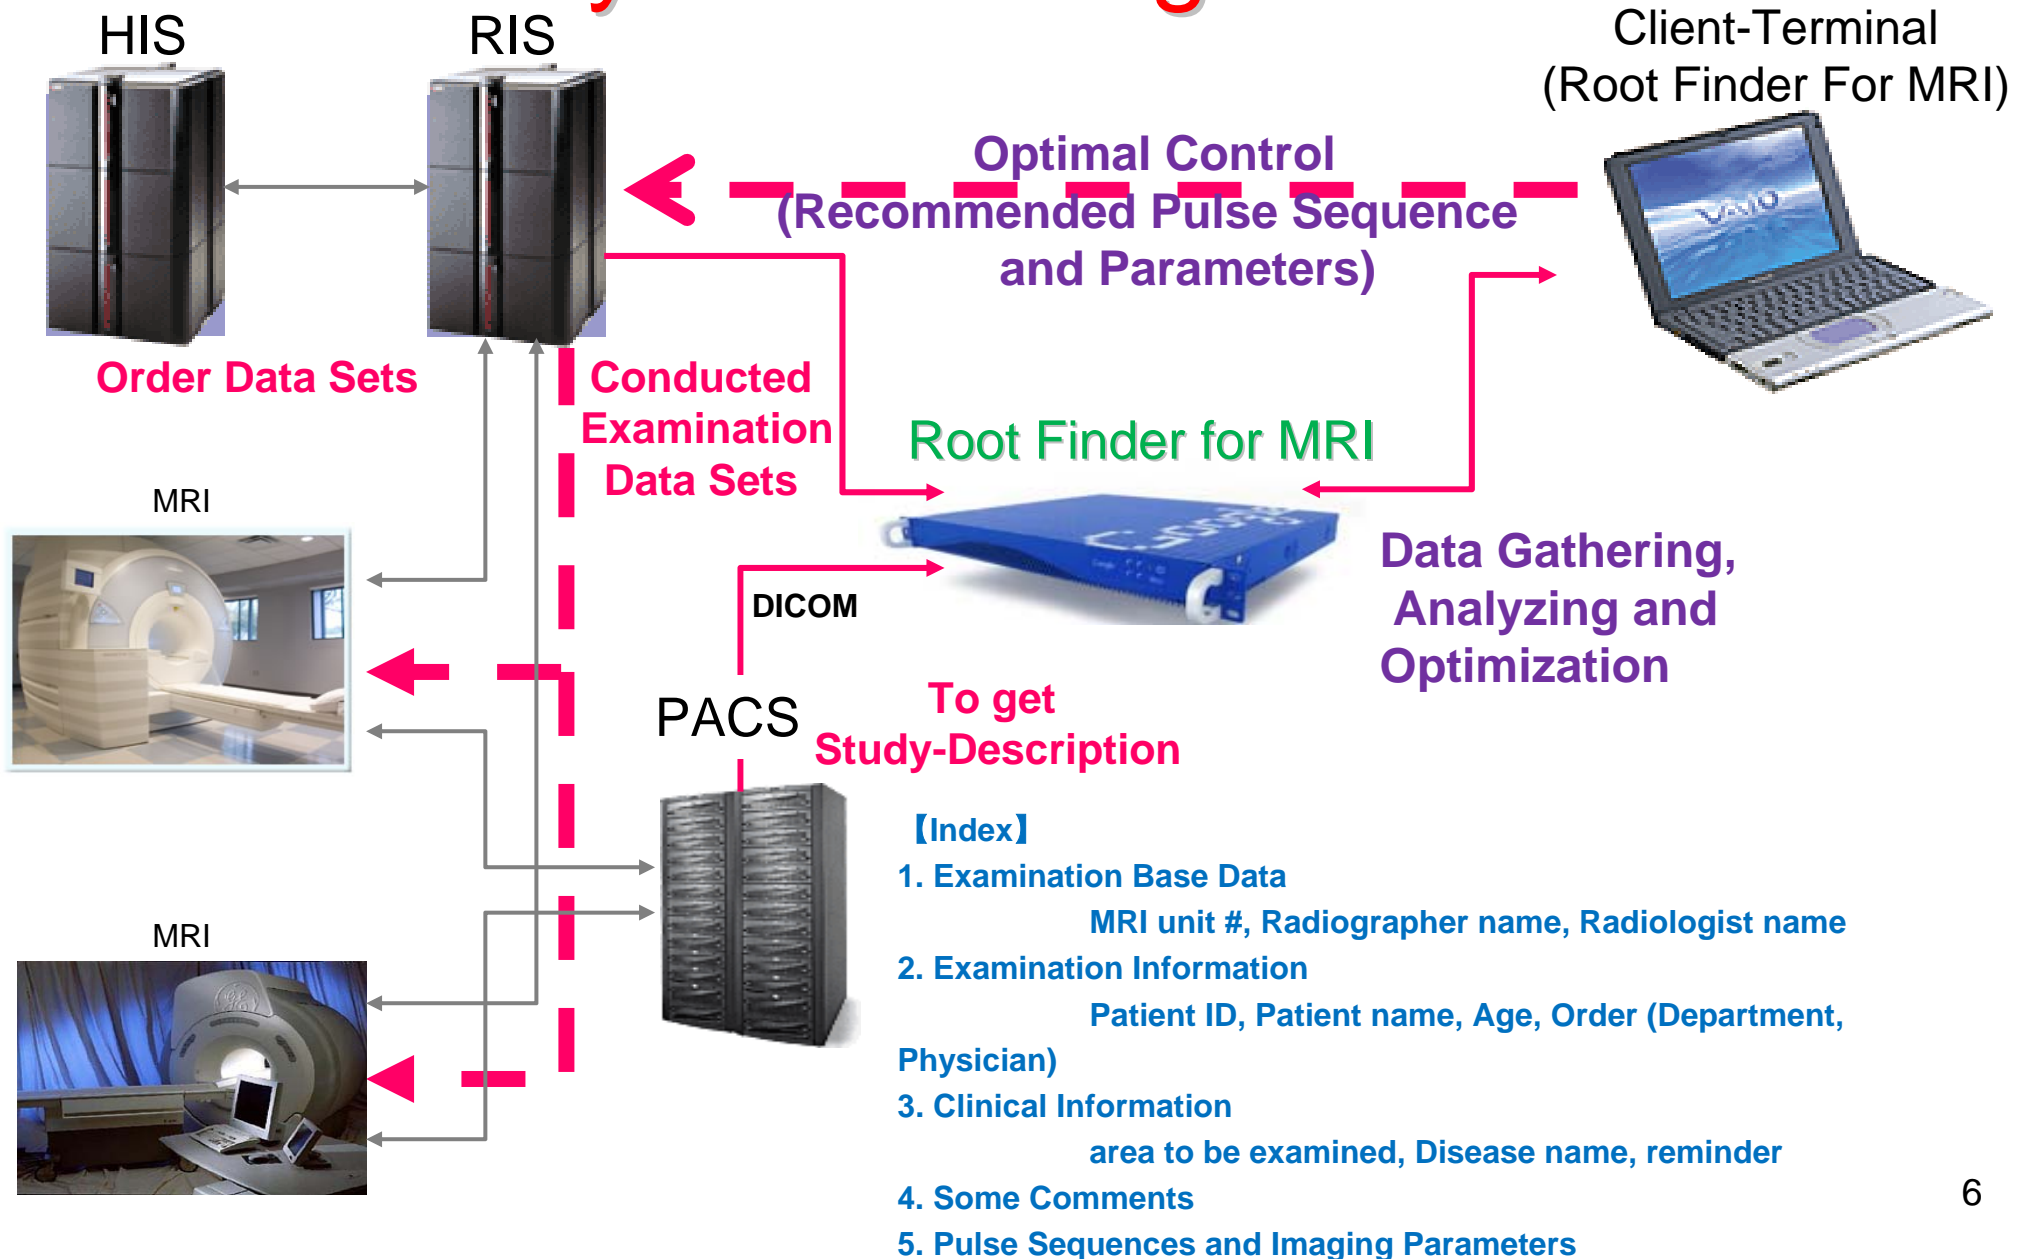 HIS
RIS
Client-Terminal
(Root Finder For MRI)
Optimal Control
(Recommended Pulse Sequence
and Parameters)
VAIO
Order Data Sets
Conducted
Examination
Data Sets
Root Finder for MRI
MRI
Google
DICOM
Data Gathering,
Analyzing and
Optimization
PACS
To get
Study-Description
【Index】
1. Examination Base Data
MRI unit #, Radiographer name, Radiologist name
2. Examination Information
Patient ID, Patient name, Age, Order (Department,
Physician)
3. Clinical Information
area to be examined, Disease name, reminder
4. Some Comments
5. Pulse Sequences and Imaging Parameters
MRI
6